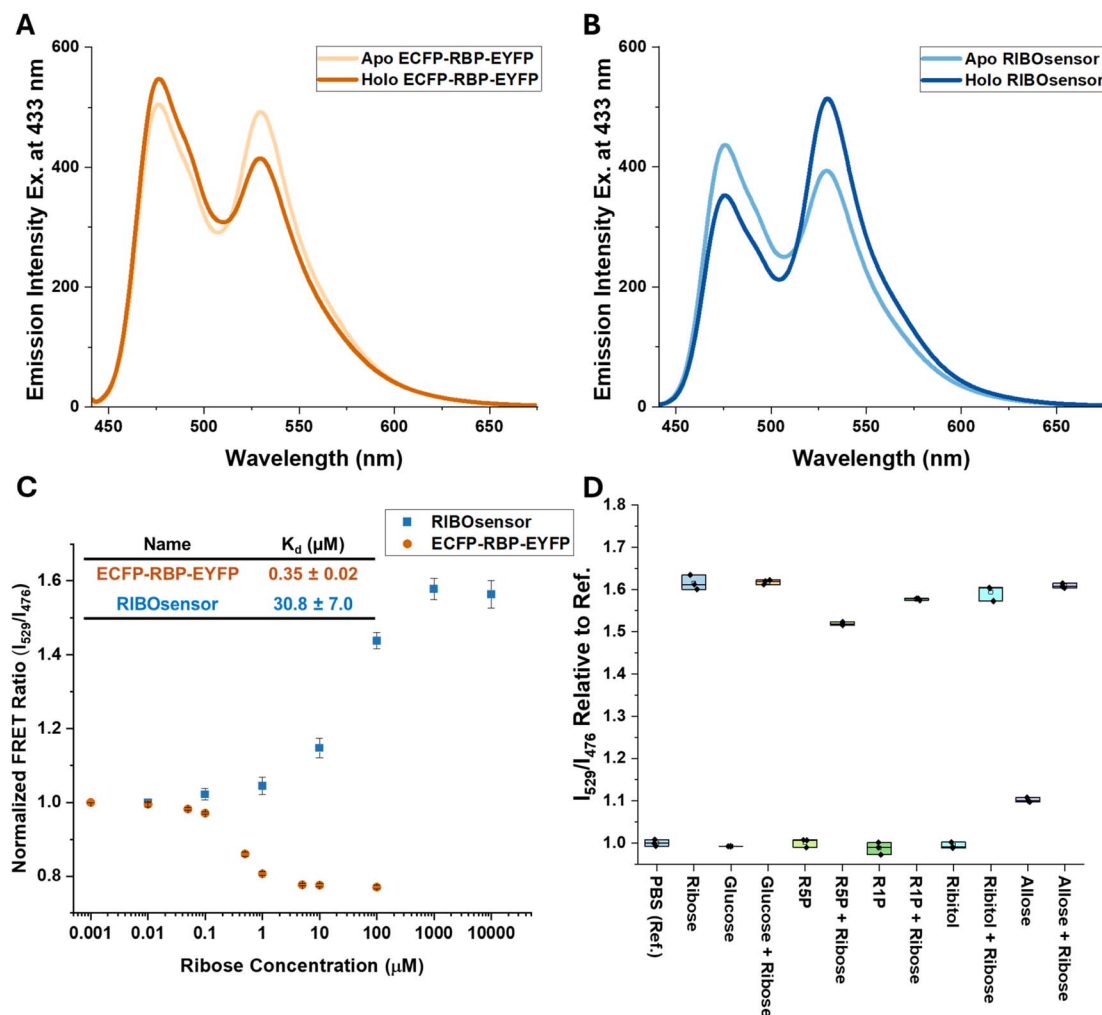 A
600
400
200
0
Emission Intensity Ex. at 433 nm
Apo ECFP-RBP-EYFP
Holo ECFP-RBP-EYFP
450 500 550 600 650
Wavelength (nm)
B
600
400
200
0
Emission Intensity Ex. at 433 nm
Apo RIBOsensor
Holo RIBOsensor
450 500 550 600 650
Wavelength (nm)
C
RIBOsensor
ECFP-RBP-EYFP
Name Kd (µM)
ECFP-RBP-EYFP 0.35 ± 0.02
RIBOsensor 30.8 ± 7.0
Normalized FRET Ratio (I529/I476)
1.6
1.4
1.2
1.0
0.8
0.001 0.01 0.1 1 10 100 1000 10000
Ribose Concentration (µM)
D
I529/I476 Relative to Ref.
1.8
1.7
1.6
1.5
1.4
1.3
1.2
1.1
1.0
PBS (Ref.)
Ribose
Glucose
Glucose + Ribose
R5P
R5P + Ribose
R1P
R1P + Ribose
Ribitol
Ribitol + Ribose
Allose
Allose + Ribose